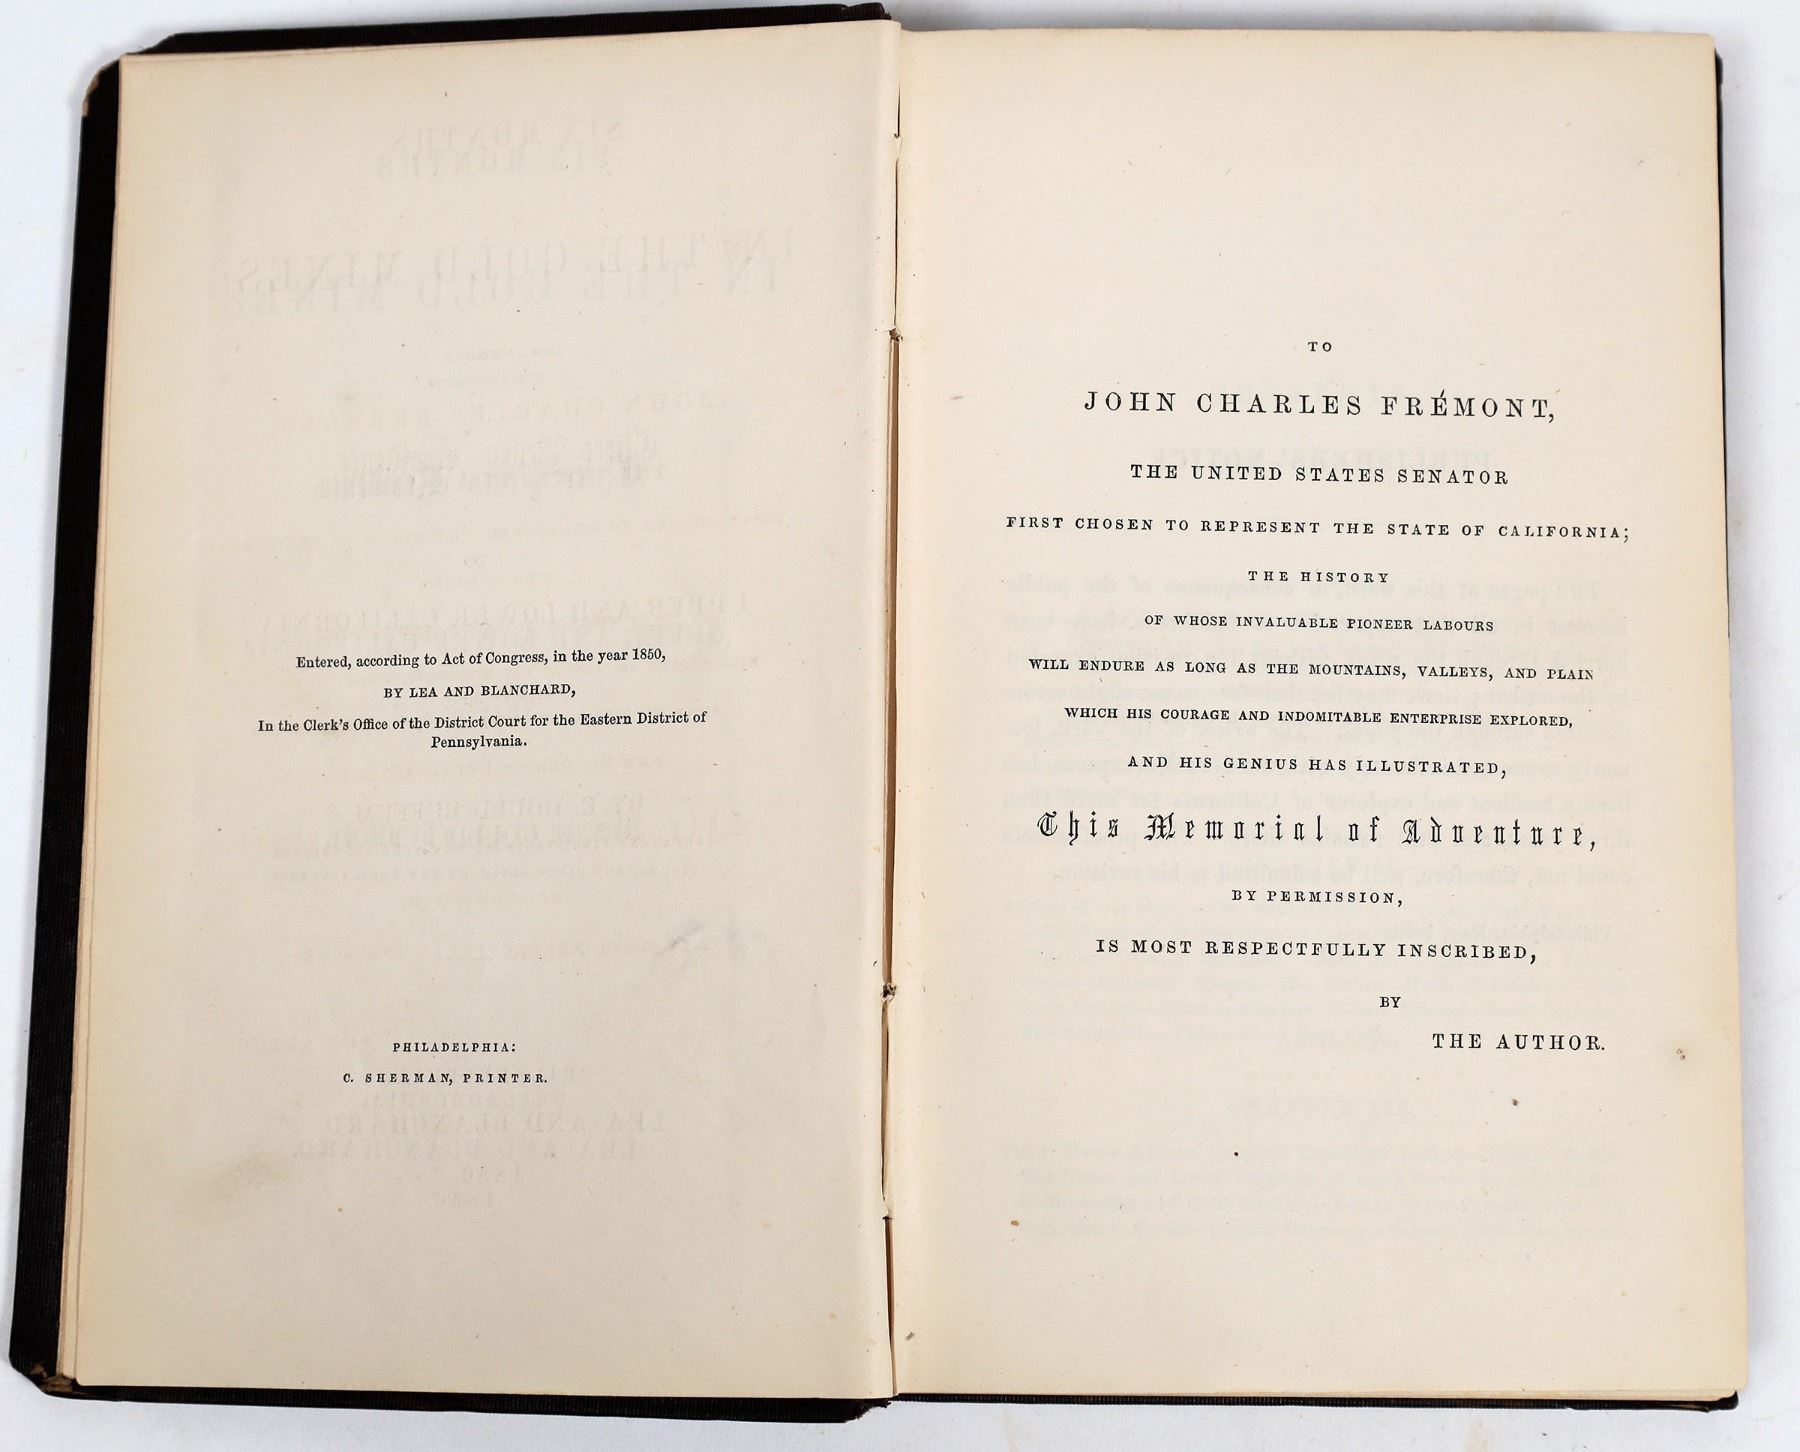 Entered, according to Act of Congress, in the year 1850,
BY LEA AND BLANCHARD,
In the Clerk's Office of the District Court for the Eastern District of
Pennsylvania.
PHILADELPHIA:
C. SHERMAN, PRINTER.
TO
JOHN CHARLES FRÉMONT,
THE UNITED STATES SENATOR
FIRST CHOSEN TO REPRESENT THE STATE OF CALIFORNIA;
THE HISTORY
OF WHOSE INVALUABLE PIONEER LABOURS
WILL ENDURE AS LONG AS THE MOUNTAINS, VALLEYS, AND PLAIN
WHICH HIS COURAGE AND INDOMITABLE ENTERPRISE EXPLORED,
AND HIS GENIUS HAS ILLUSTRATED,
This Memorial of Adventure,
BY PERMISSION,
IS MOST RESPECTFULLY INSCRIBED,
BY
THE AUTHOR.